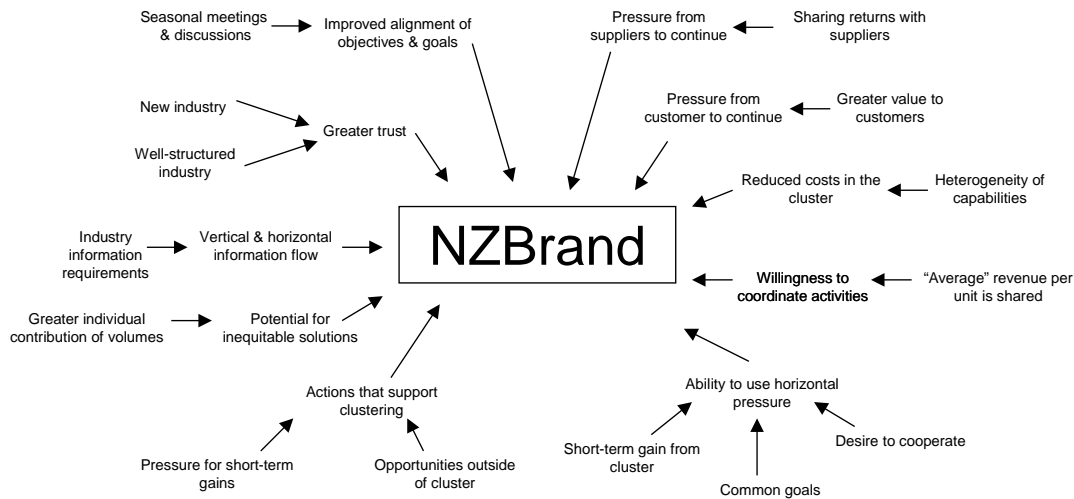 Seasonal meetings
& discussions
Improved alignment of
objectives & goals
Pressure from
suppliers to continue
Sharing returns with
suppliers
New industry
Well-structured
industry
Greater trust
Pressure from
customer to continue
Greater value to
customers
Reduced costs in the
cluster
Heterogeneity of
capabilities
Industry
information
requirements
Vertical & horizontal
information flow
NZBrand
Willingness to
coordinate activities
“Average” revenue per
unit is shared
Greater individual
contribution of volumes
Potential for
inequitable solutions
Actions that support
clustering
Pressure for short-term
gains
Opportunities outside
of cluster
Ability to use horizontal
pressure
Short-term gain from
cluster
Common goals
Desire to cooperate